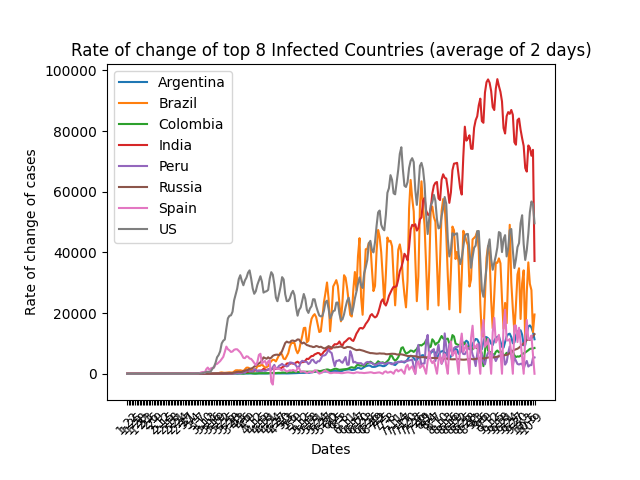 Rate of change of top 8 Infected Countries (average of 2 days)
100000
80000
60000
40000
20000
0
Rate of change of cases
Argentina
Brazil
Colombia
India
Peru
Russia
Spain
US
Dates